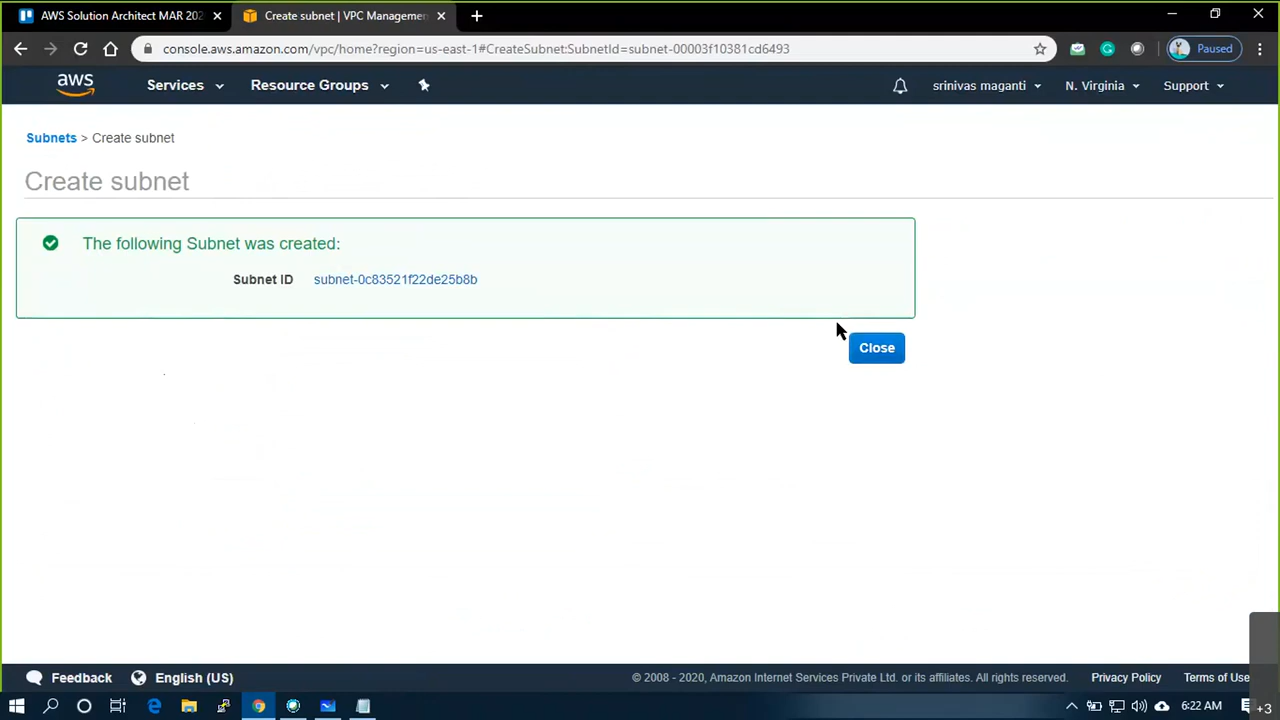 AWS Solution Architect MAR 202
Create subnet | VPC Managemen
console.aws.amazon.com/vpc/home?region=us-east-1#CreateSubnet:SubnetId=subnet-00003f10381cd6493
Paused
aws
Services
Resource Groups
srinivas maganti
N. Virginia
Support
Subnets > Create subnet
Create subnet
The following Subnet was created:
Subnet ID subnet-0c83521f22de25b8b
Close
Feedback
English (US)
© 2008 - 2020, Amazon Internet Services Private Ltd. or its affiliates. All rights reserved.
Privacy Policy
Terms of Use
6:22 AM
+3